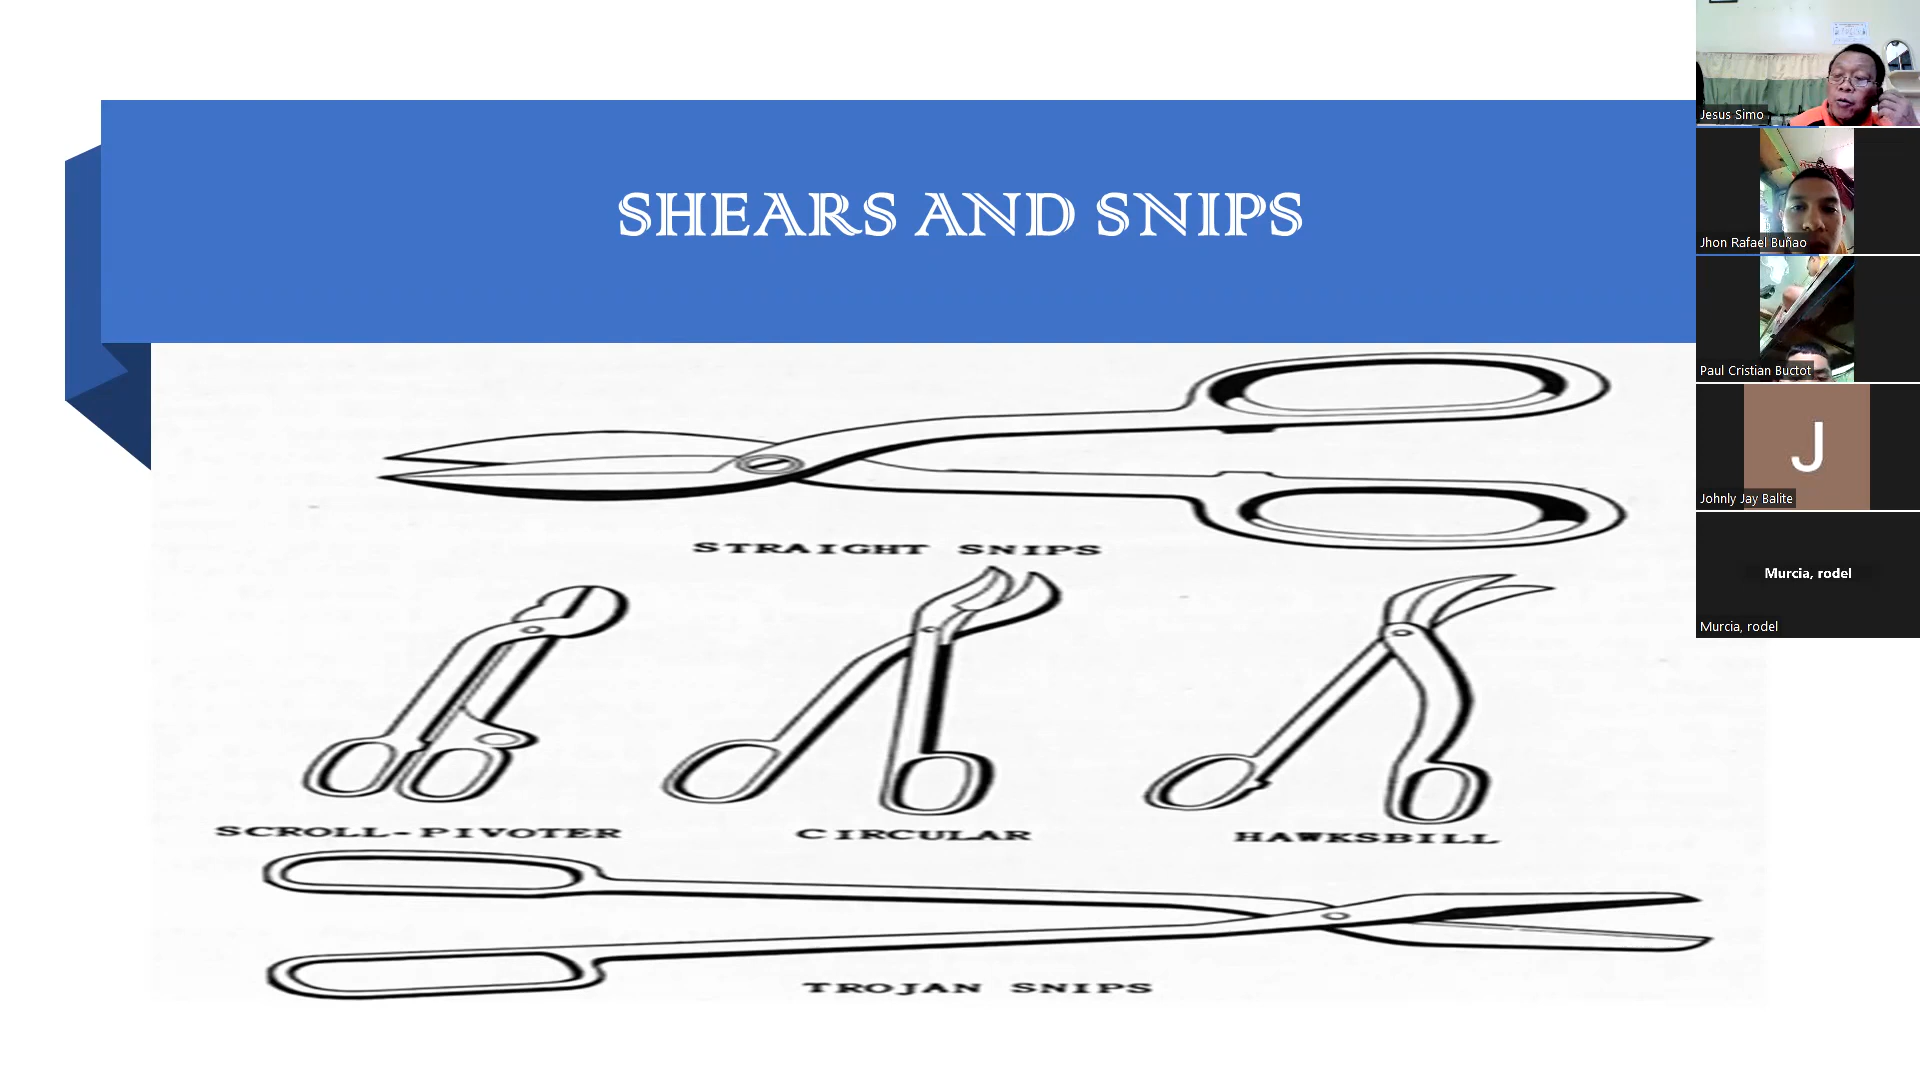 SHEARS AND SNIPS
STRAIGHT SNIPS
SCROLL-PIVOTER
CIRCULAR
HAWKSBILL
TROJAN SNIPS
Jesus Simo
Jhon Rafael Buñao
Paul Cristian Buctot
J
Johnly Jay Balite
Murcia, rodel
Murcia, rodel